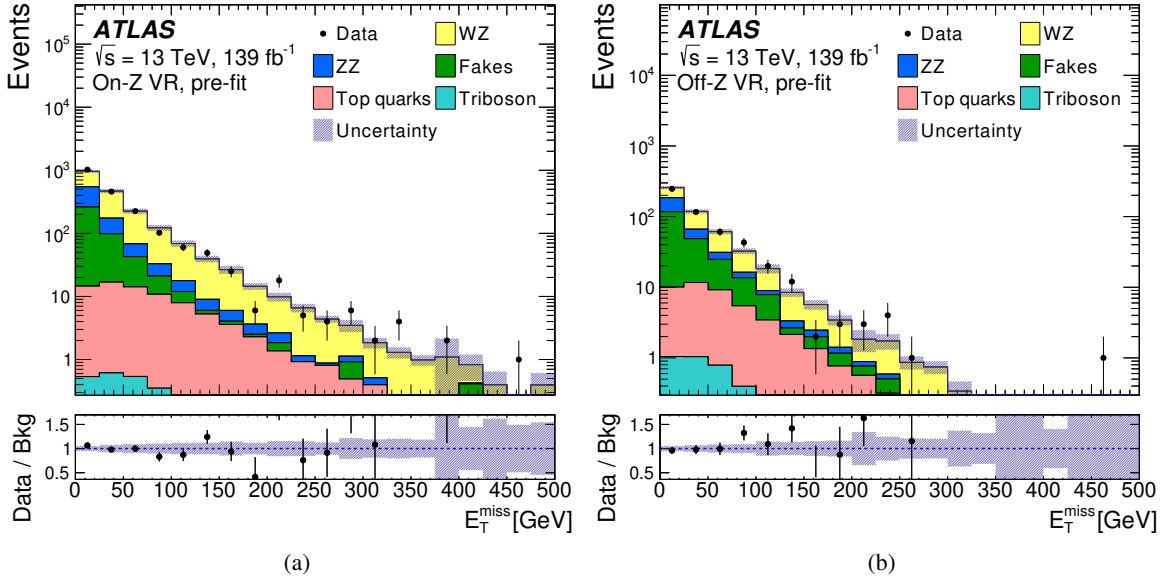 Events
10⁵
10⁴
10³
10²
10
1
ATLAS
√s = 13 TeV, 139 fb⁻¹
On-Z VR, pre-fit
Data
WZ
ZZ
Fakes
Top quarks
Triboson
Uncertainty
Data / Bkg
1.5
1
0.5
0 50 100 150 200 250 300 350 400 450 500
E_T^miss [GeV]
(a)
Events
10⁴
10³
10²
10
1
ATLAS
√s = 13 TeV, 139 fb⁻¹
Off-Z VR, pre-fit
Data
WZ
ZZ
Fakes
Top quarks
Triboson
Uncertainty
Data / Bkg
1.5
1
0.5
0 50 100 150 200 250 300 350 400 450 500
E_T^miss [GeV]
(b)